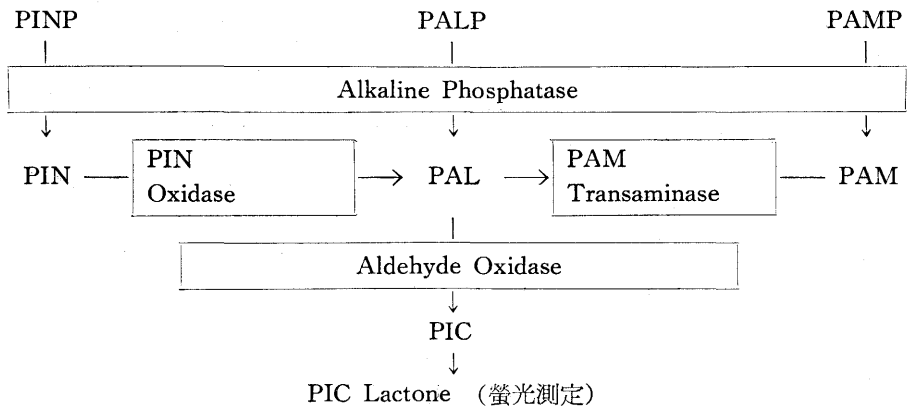 PINP PALP PAMP
Alkaline Phosphatase
PIN PIN Oxidase PAL PAM Transaminase PAM
Aldehyde Oxidase
PIC
PIC Lactone (螢光測定)